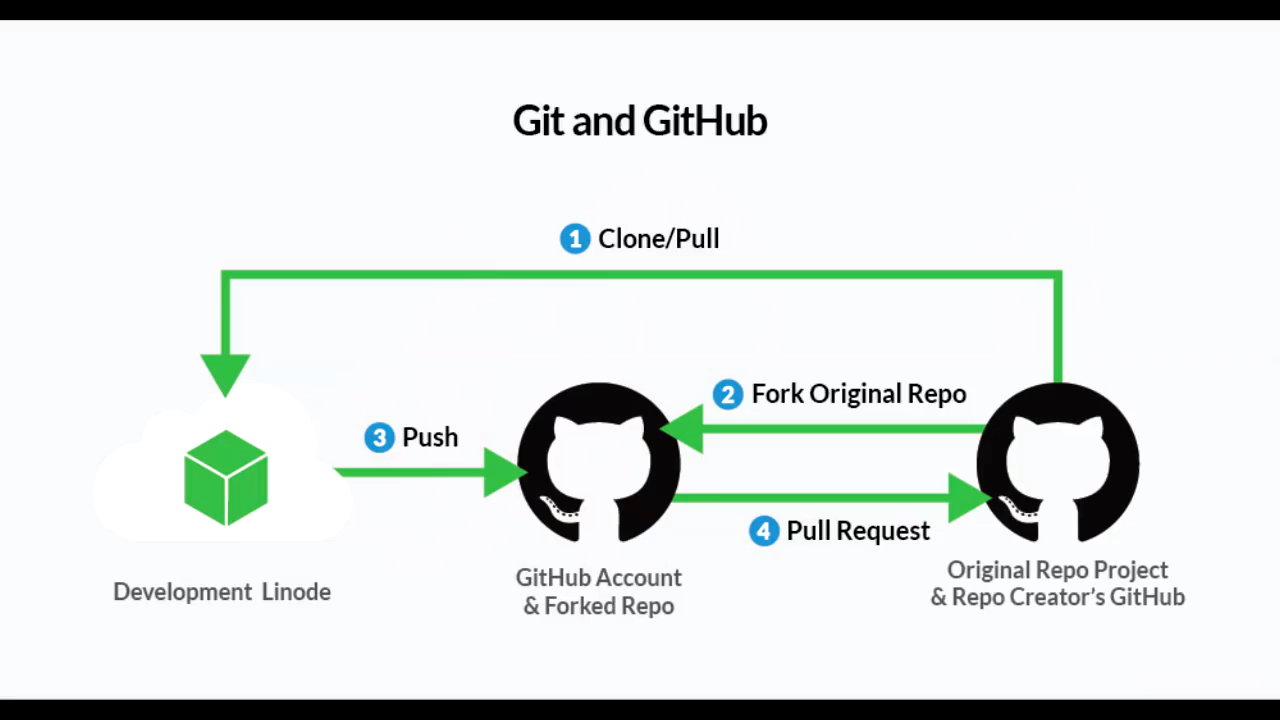 Git and GitHub
1 Clone/Pull
2 Fork Original Repo
3 Push
4 Pull Request
Development Linode
GitHub Account
& Forked Repo
Original Repo Project
& Repo Creator's GitHub